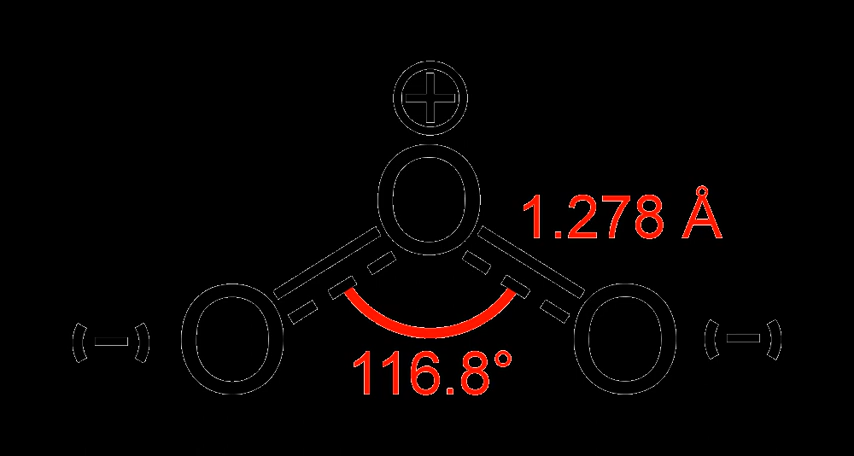 +
O
1.278 Å
(−) O O (−)
116.8°